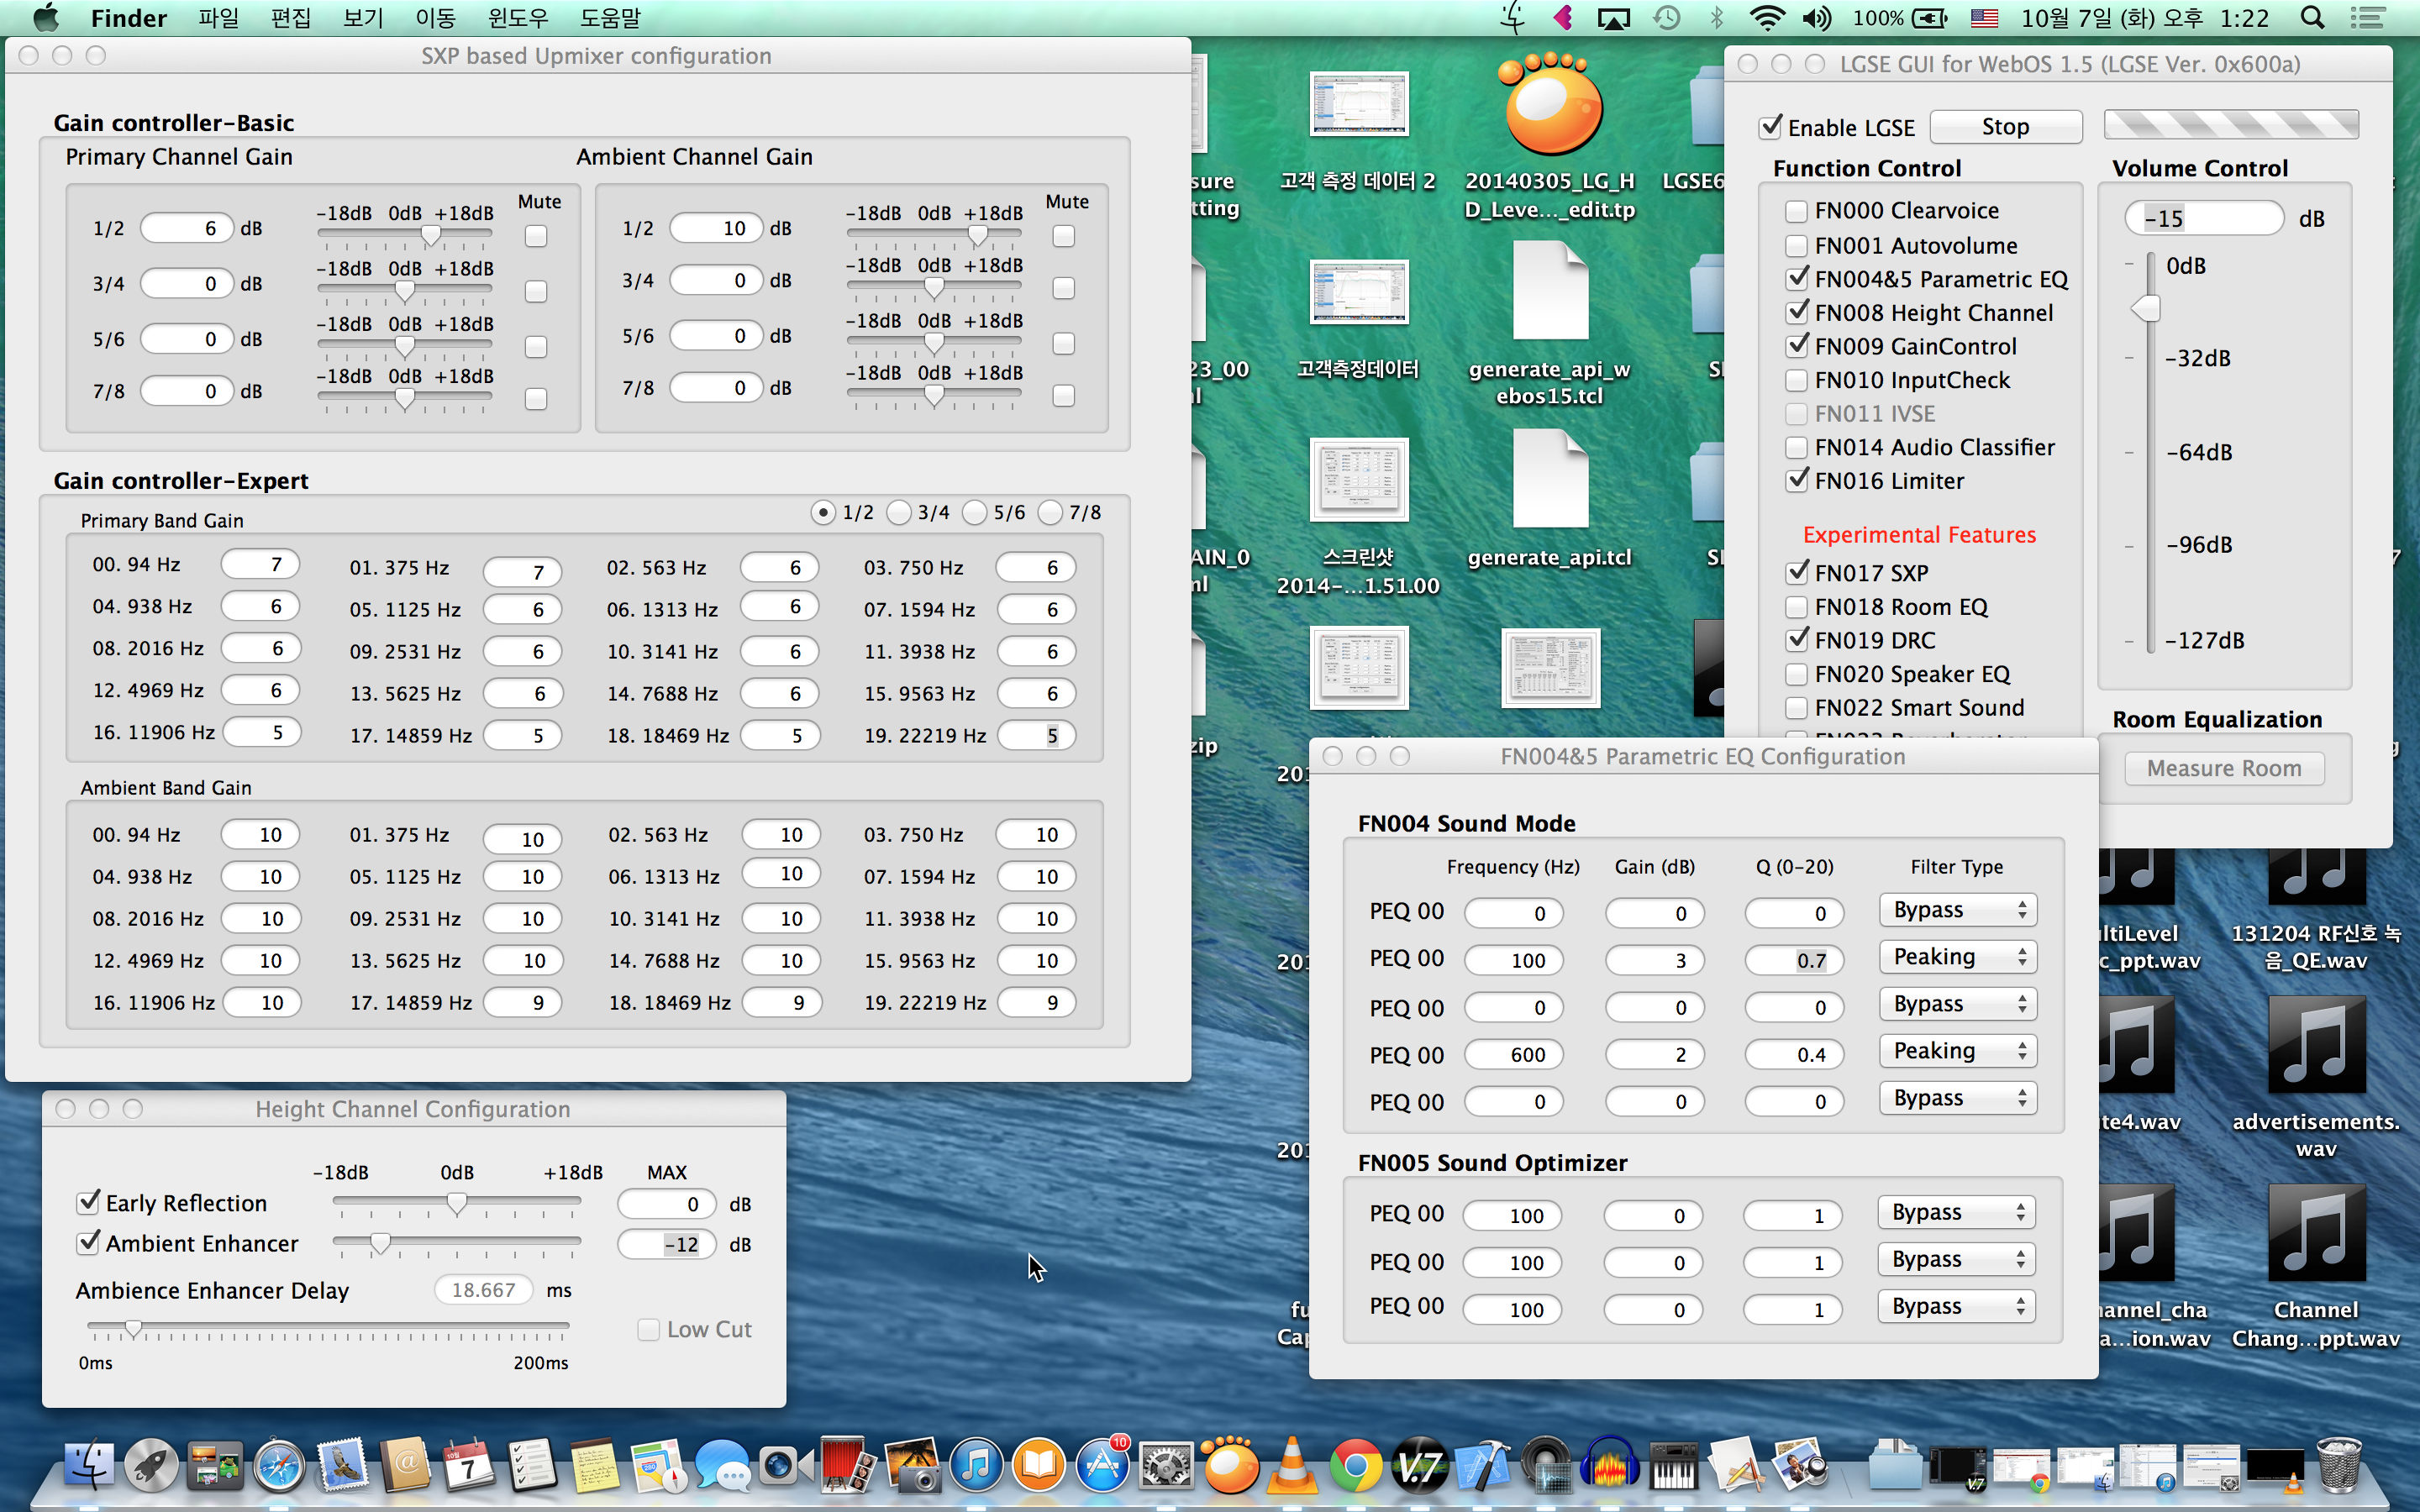 Finder 파일 편집 보기 이동 윈도우 도움말 100% 10월 7일 (화) 오후 1:22
SXP based Upmixer configuration
Gain controller-Basic
Primary Channel Gain
Mute
1/2 6 dB -18dB 0dB +18dB
3/4 0 dB -18dB 0dB +18dB
5/6 0 dB -18dB 0dB +18dB
7/8 0 dB -18dB 0dB +18dB
Ambient Channel Gain
Mute
1/2 10 dB -18dB 0dB +18dB
3/4 0 dB -18dB 0dB +18dB
5/6 0 dB -18dB 0dB +18dB
7/8 0 dB -18dB 0dB +18dB
Gain controller-Expert
1/2 3/4 5/6 7/8
Primary Band Gain
00. 94 Hz 7 01. 375 Hz 7 02. 563 Hz 6 03. 750 Hz 6
04. 938 Hz 6 05. 1125 Hz 6 06. 1313 Hz 6 07. 1594 Hz 6
08. 2016 Hz 6 09. 2531 Hz 6 10. 3141 Hz 6 11. 3938 Hz 6
12. 4969 Hz 6 13. 5625 Hz 6 14. 7688 Hz 6 15. 9563 Hz 6
16. 11906 Hz 5 17. 14859 Hz 5 18. 18469 Hz 5 19. 22219 Hz 5
Ambient Band Gain
00. 94 Hz 10 01. 375 Hz 10 02. 563 Hz 10 03. 750 Hz 10
04. 938 Hz 10 05. 1125 Hz 10 06. 1313 Hz 10 07. 1594 Hz 10
08. 2016 Hz 10 09. 2531 Hz 10 10. 3141 Hz 10 11. 3938 Hz 10
12. 4969 Hz 10 13. 5625 Hz 10 14. 7688 Hz 10 15. 9563 Hz 10
16. 11906 Hz 10 17. 14859 Hz 9 18. 18469 Hz 9 19. 22219 Hz 9
Height Channel Configuration
-18dB 0dB +18dB MAX
Early Reflection 0 dB
Ambient Enhancer -12 dB
Ambience Enhancer Delay 18.667 ms
Low Cut
0ms 200ms
sure
tting
고객 측정 데이터 2
20140305_LG_H
D_Leve..._edit.tp
LGSE6
23_00
고객측정데이터
generate_api_w
ebos15.tcl
AIN_0
스크린샷
2014-...1.51.00
generate_api.tcl
zip
201
201
201
fu
Cap
LGSE GUI for WebOS 1.5 (LGSE Ver. 0x600a)
Enable LGSE Stop
Function Control
FN000 Clearvoice
FN001 Autovolume
FN004&5 Parametric EQ
FN008 Height Channel
FN009 GainControl
FN010 InputCheck
FN011 IVSE
FN014 Audio Classifier
FN016 Limiter
Experimental Features
FN017 SXP
FN018 Room EQ
FN019 DRC
FN020 Speaker EQ
FN022 Smart Sound
Volume Control
-15 dB
0dB
-32dB
-64dB
-96dB
-127dB
Room Equalization
Measure Room
FN004&5 Parametric EQ Configuration
FN004 Sound Mode
Frequency (Hz) Gain (dB) Q (0-20) Filter Type
PEQ 00 0 0 0 Bypass
PEQ 00 100 3 0.7 Peaking
PEQ 00 0 0 0 Bypass
PEQ 00 600 2 0.4 Peaking
PEQ 00 0 0 0 Bypass
FN005 Sound Optimizer
PEQ 00 100 0 1 Bypass
PEQ 00 100 0 1 Bypass
PEQ 00 100 0 1 Bypass
ltiLevel
c_ppt.wav
131204 RF신호 녹
음_QE.wav
te4.wav
advertisements.
wav
annel_cha
a...ion.wav
Channel
Chang...ppt.wav
7
10
V.7